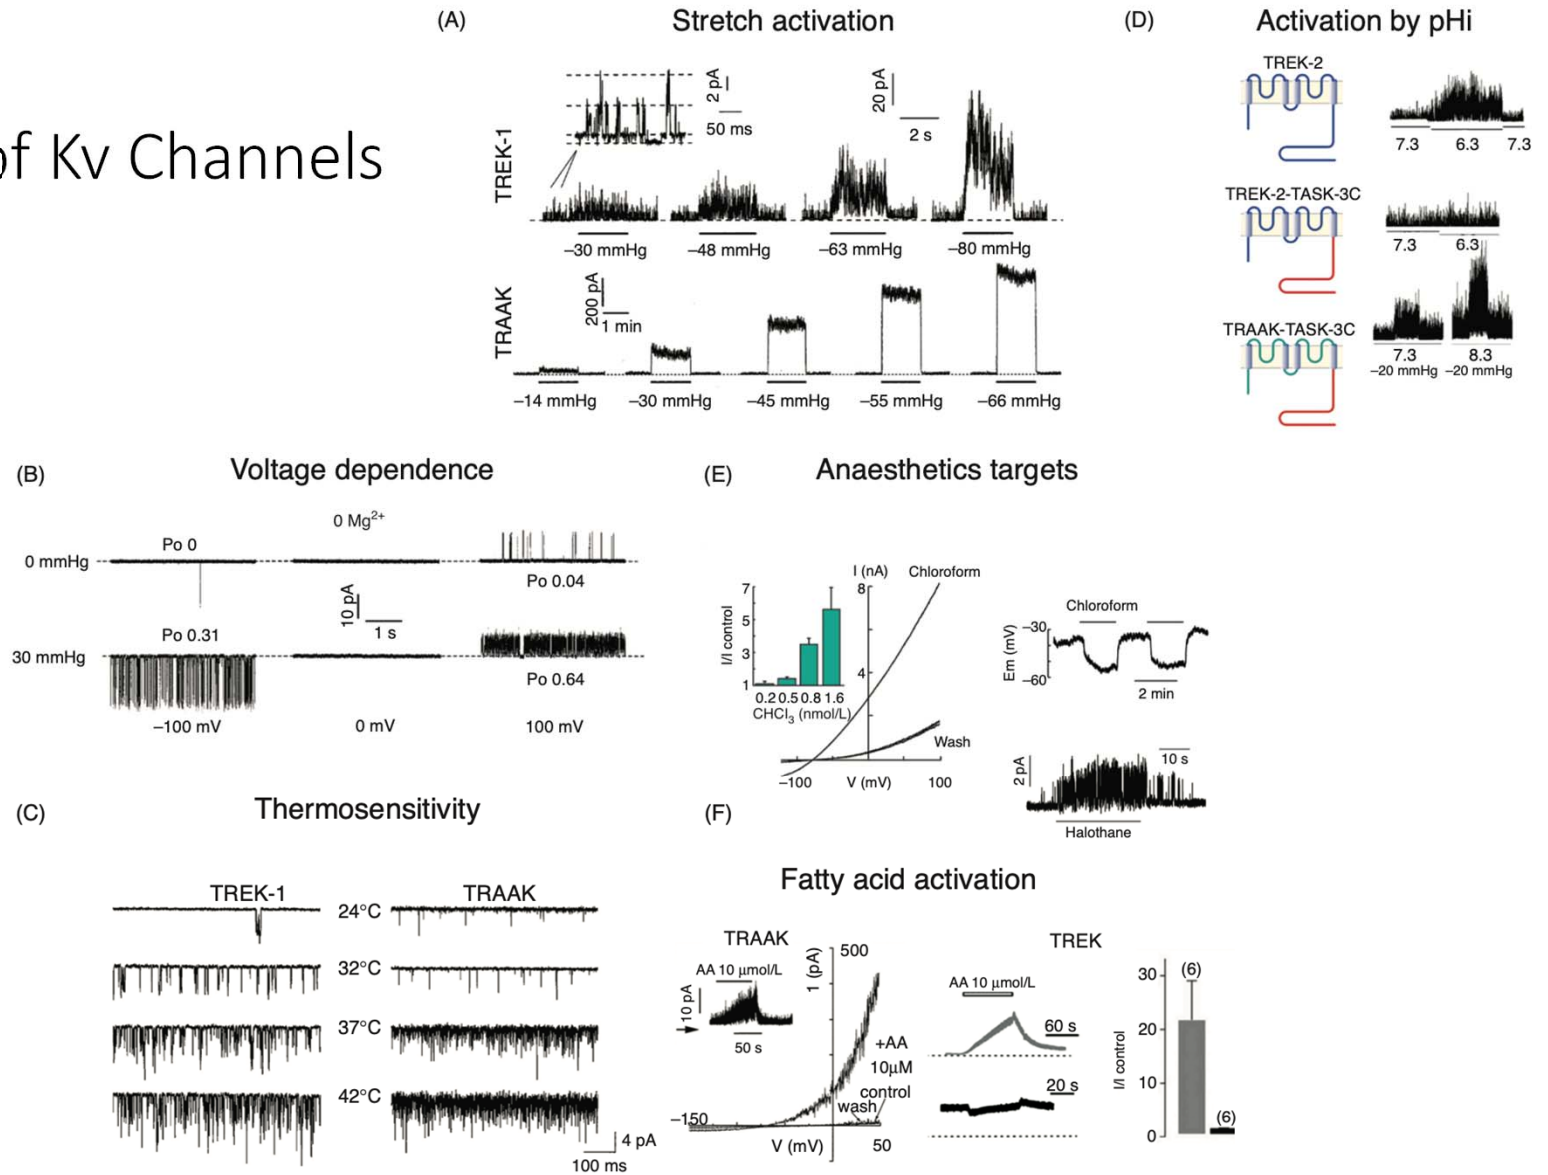 of Kv Channels
(A)
Stretch activation
TREK-1
2 pA
50 ms
20 pA
2 s
–30 mmHg
–48 mmHg
–63 mmHg
–80 mmHg
TRAAK
200 pA
1 min
–14 mmHg
–30 mmHg
–45 mmHg
–55 mmHg
–66 mmHg
(D)
Activation by pHi
TREK-2
7.3
6.3
7.3
TREK-2-TASK-3C
7.3
6.3
TRAAK-TASK-3C
7.3
8.3
–20 mmHg
–20 mmHg
(B)
Voltage dependence
0 Mg2+
Po 0
0 mmHg
Po 0.04
10 pA
1 s
Po 0.31
30 mmHg
Po 0.64
–100 mV
0 mV
100 mV
(C)
Thermosensitivity
TREK-1
TRAAK
24°C
32°C
37°C
42°C
4 pA
100 ms
(E)
Anaesthetics targets
I/I control
7
5
3
1
0.2 0.5 0.8 1.6
CHCl3 (nmol/L)
I (nA)
8
4
Chloroform
Wash
–100
V (mV)
100
Chloroform
Em (mV)
–30
–60
2 min
2 pA
10 s
Halothane
(F)
Fatty acid activation
TRAAK
AA 10 μmol/L
10 pA
50 s
1 (pA)
500
+AA
10μM
control
wash
–150
V (mV)
50
TREK
AA 10 μmol/L
60 s
20 s
I/I control
30
20
10
0
(6)
(6)